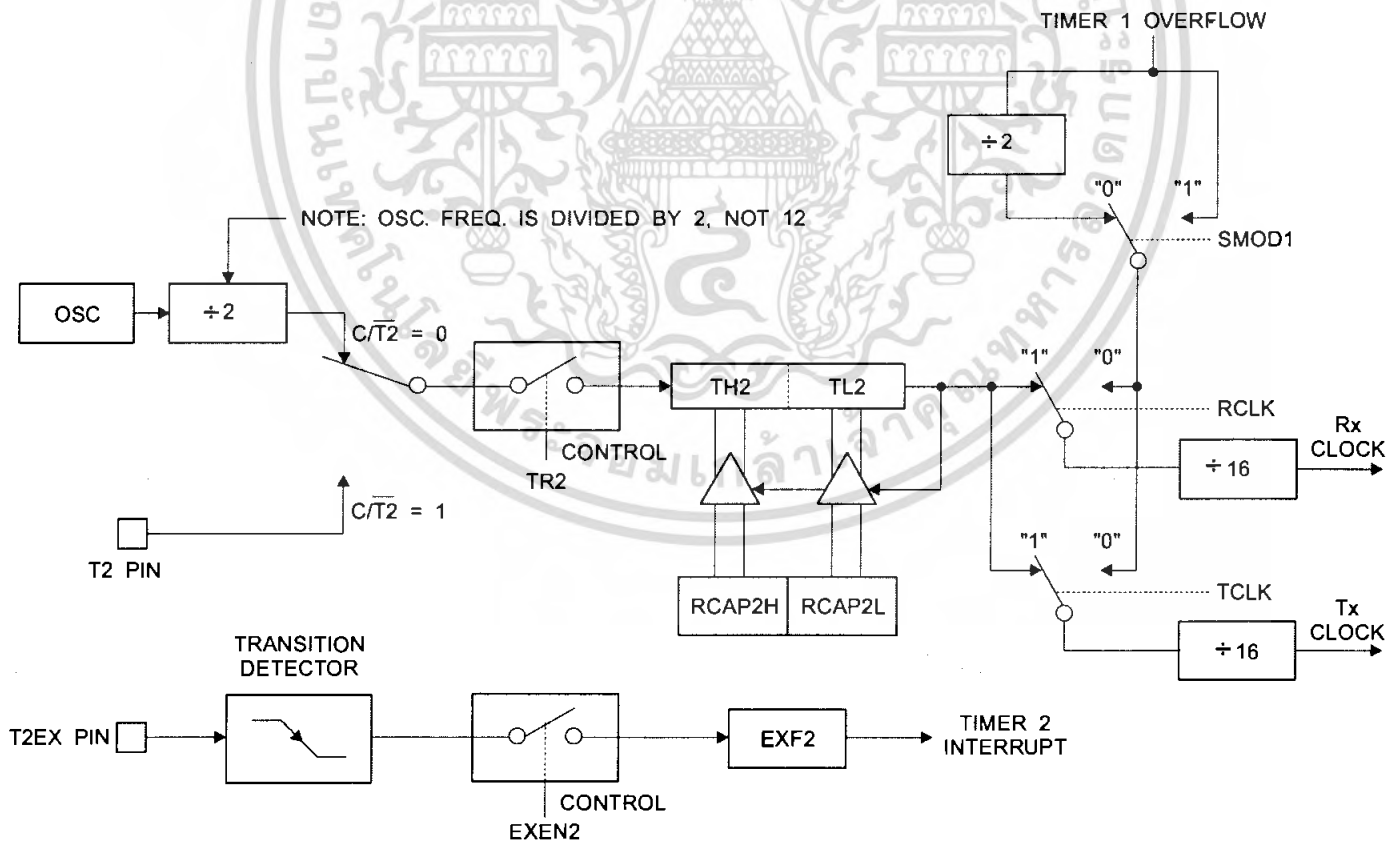 TIMER 1 OVERFLOW
÷2
"0" "1"
SMOD1
NOTE: OSC. FREQ. IS DIVIDED BY 2, NOT 12
OSC
÷2
C/T2̅ = 0
TH2 TL2
"1" "0"
RCLK
Rx
CLOCK
÷16
CONTROL
TR2
C/T2̅ = 1
T2 PIN
RCAP2H RCAP2L
"1" "0"
TCLK
Tx
CLOCK
÷16
TRANSITION
DETECTOR
T2EX PIN
EXF2
TIMER 2
INTERRUPT
CONTROL
EXEN2